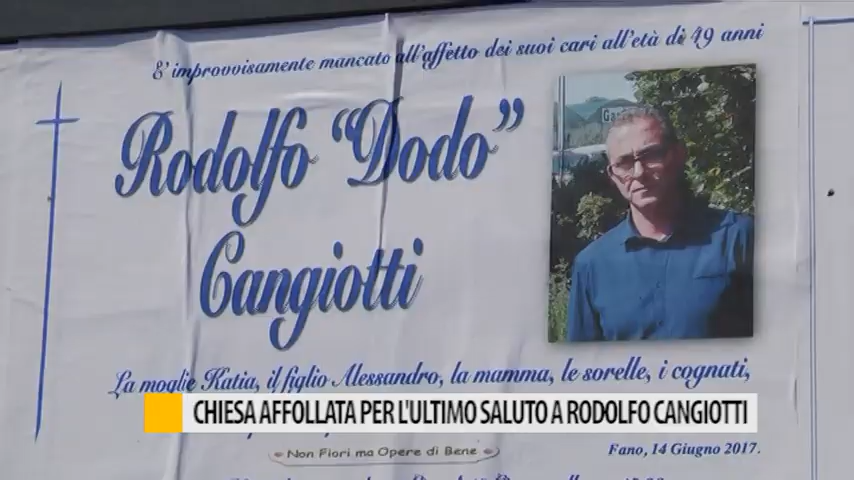 E' improvvisamente mancato all'affetto dei suoi cari all'età di 49 anni
Rodolfo “Dodo”
Cangiotti
Garage
La moglie Katia, il figlio Alessandro, la mamma, le sorelle, i cognati,
CHIESA AFFOLLATA PER L'ULTIMO SALUTO A RODOLFO CANGIOTTI
Non Fiori ma Opere di Bene
Fano, 14 Giugno 2017.